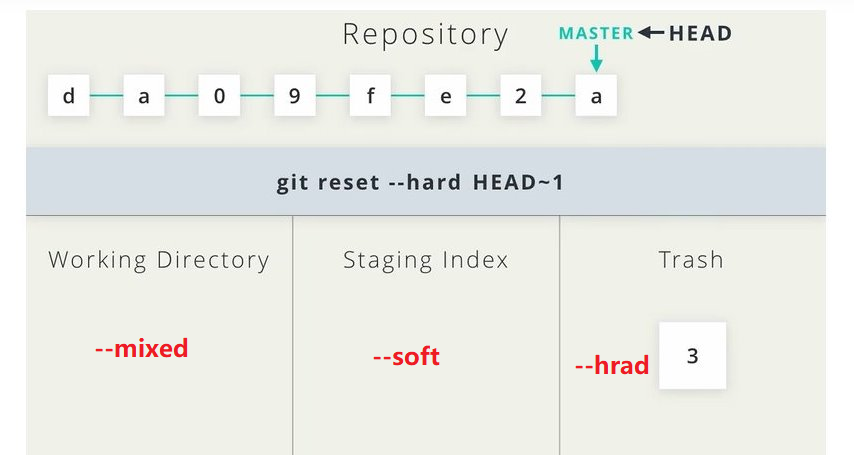 Repository
MASTER HEAD
d a 0 9 f e 2 a
git reset --hard HEAD~1
Working Directory
Staging Index
Trash
--mixed
--soft
--hrad
3